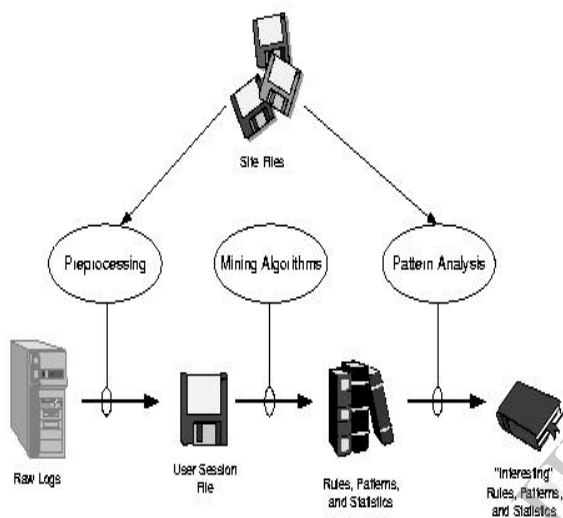 Site Files
Preprocessing
Mining Algorithms
Pattern Analysis
Raw Logs
User Session
File
Rules, Patterns,
and Statistics
"Interesting"
Rules, Patterns,
and Statistics